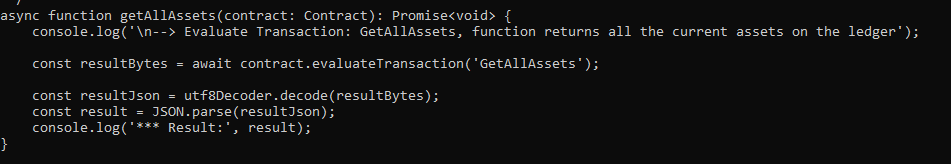 async function getAllAssets(contract: Contract): Promise<void> {
    console.log('\n--> Evaluate Transaction: GetAllAssets, function returns all the current assets on the ledger');

    const resultBytes = await contract.evaluateTransaction('GetAllAssets');

    const resultJson = utf8Decoder.decode(resultBytes);
    const result = JSON.parse(resultJson);
    console.log('*** Result:', result);
}